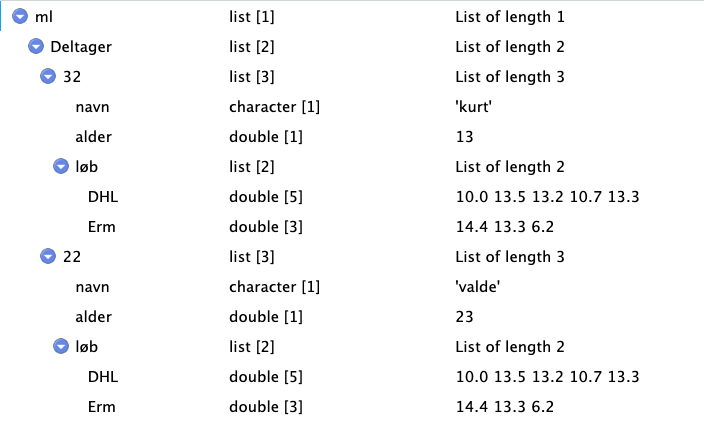 ml list [1] List of length 1
Deltager list [2] List of length 2
32 list [3] List of length 3
navn character [1] 'kurt'
alder double [1] 13
løb list [2] List of length 2
DHL double [5] 10.0 13.5 13.2 10.7 13.3
Erm double [3] 14.4 13.3 6.2
22 list [3] List of length 3
navn character [1] 'valde'
alder double [1] 23
løb list [2] List of length 2
DHL double [5] 10.0 13.5 13.2 10.7 13.3
Erm double [3] 14.4 13.3 6.2